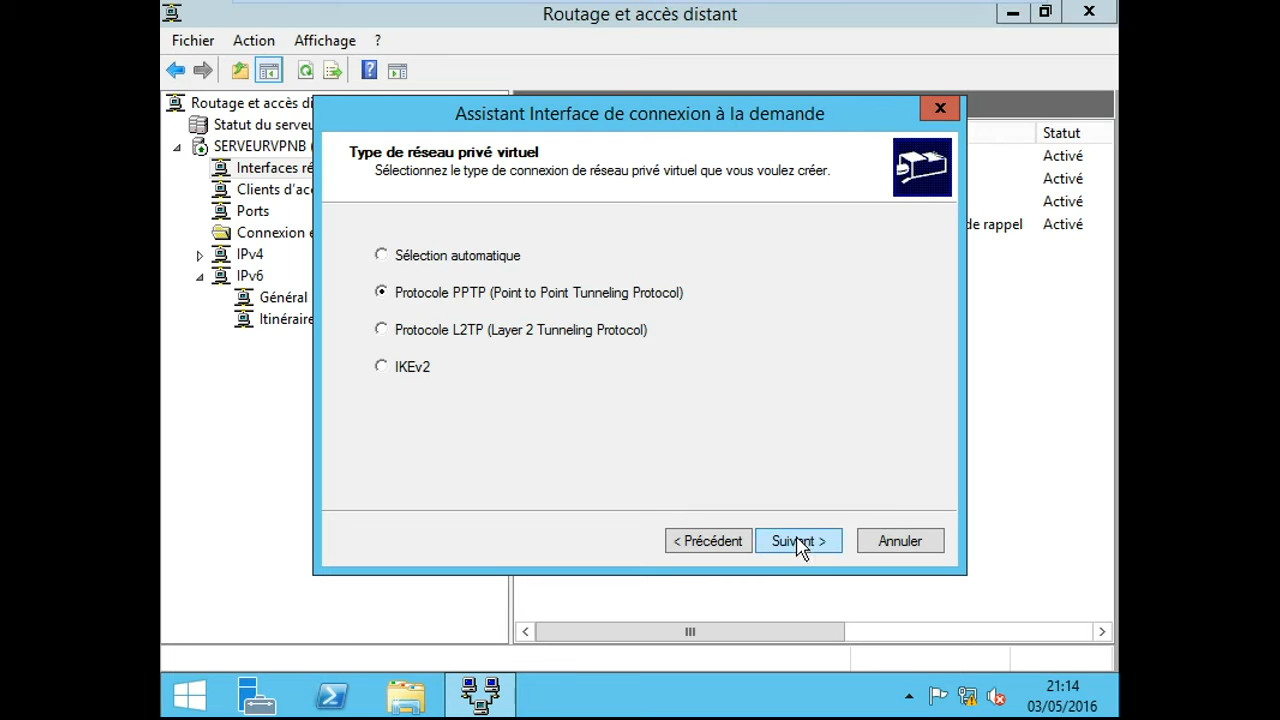 Routage et accès distant
Fichier Action Affichage ?
Routage et accès di
Statut du serveu
SERVEURVPNB (
Interfaces ré
Clients d'acc
Ports
Connexion e
IPv4
IPv6
Général
Itinéraire
Assistant Interface de connexion à la demande
Type de réseau privé virtuel
Sélectionnez le type de connexion de réseau privé virtuel que vous voulez créer.
Sélection automatique
Protocole PPTP (Point to Point Tunneling Protocol)
Protocole L2TP (Layer 2 Tunneling Protocol)
IKEv2
< Précédent Suivant > Annuler
Statut
Activé
Activé
Activé
de rappel Activé
21:14
03/05/2016